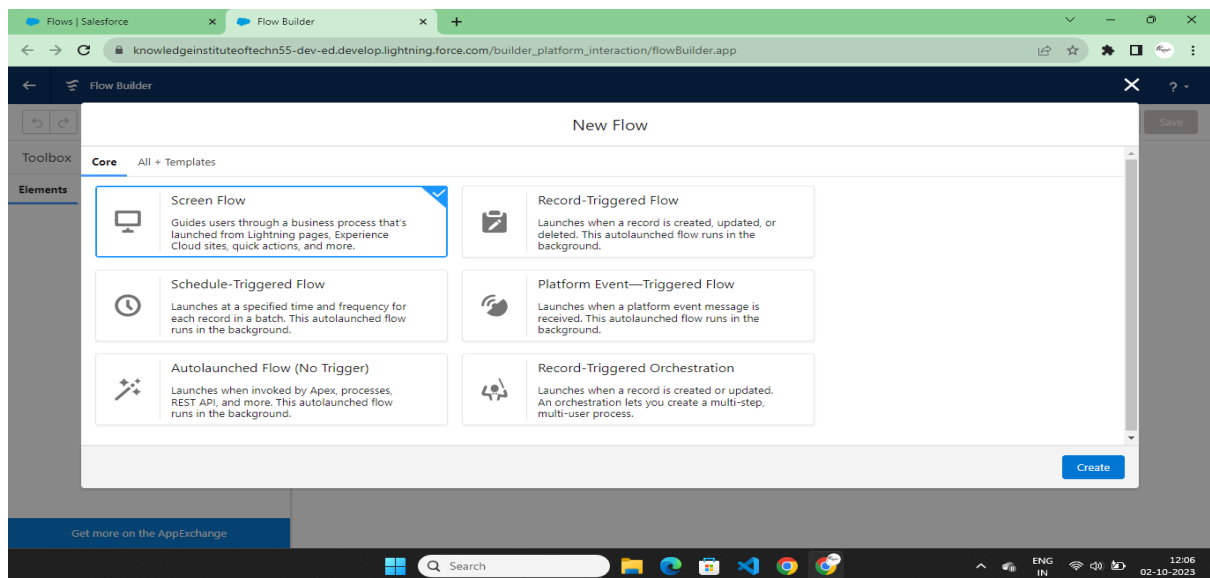 Flows | Salesforce
Flow Builder
knowledgeinstituteoftechn55-dev-ed.develop.lightning.force.com/builder_platform_interaction/flowBuilder.app
Flow Builder
?
New Flow
Save
Toolbox
Core All + Templates
Elements
Screen Flow
Guides users through a business process that's
launched from Lightning pages, Experience
Cloud sites, quick actions, and more.
Record-Triggered Flow
Launches when a record is created, updated, or
deleted. This autolaunched flow runs in the
background.
Schedule-Triggered Flow
Launches at a specified time and frequency for
each record in a batch. This autolaunched flow
runs in the background.
Platform Event—Triggered Flow
Launches when a platform event message is
received. This autolaunched flow runs in the
background.
Autolaunched Flow (No Trigger)
Launches when invoked by Apex, processes,
REST API, and more. This autolaunched flow
runs in the background.
Record-Triggered Orchestration
Launches when a record is created or updated.
An orchestration lets you create a multi-step,
multi-user process.
Create
Get more on the AppExchange
Search
ENG
IN
12:06
02-10-2023